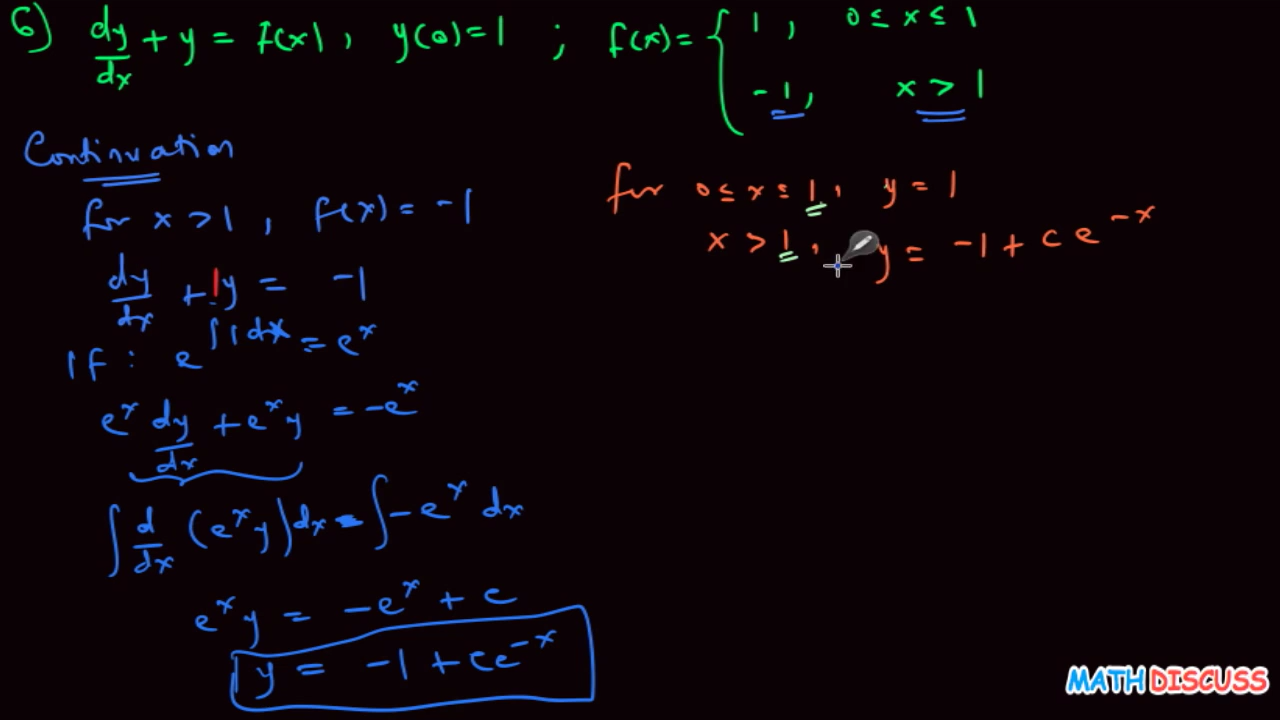 6) dy/dx + y = f(x), y(0)=1 ; f(x)= { 1, 0 ≤ x ≤ 1
-1, x > 1
Continuation
for x > 1, f(x) = -1
dy/dx + 1y = -1
IF: e^∫1dx = e^x
e^x dy/dx + e^x y = -e^x
∫ d/dx (e^x y) dx = ∫ -e^x dx
e^x y = -e^x + c
y = -1 + ce^-x
for 0 ≤ x ≤ 1, y = 1
x > 1, y = -1 + ce^-x
MATH DISCUSS